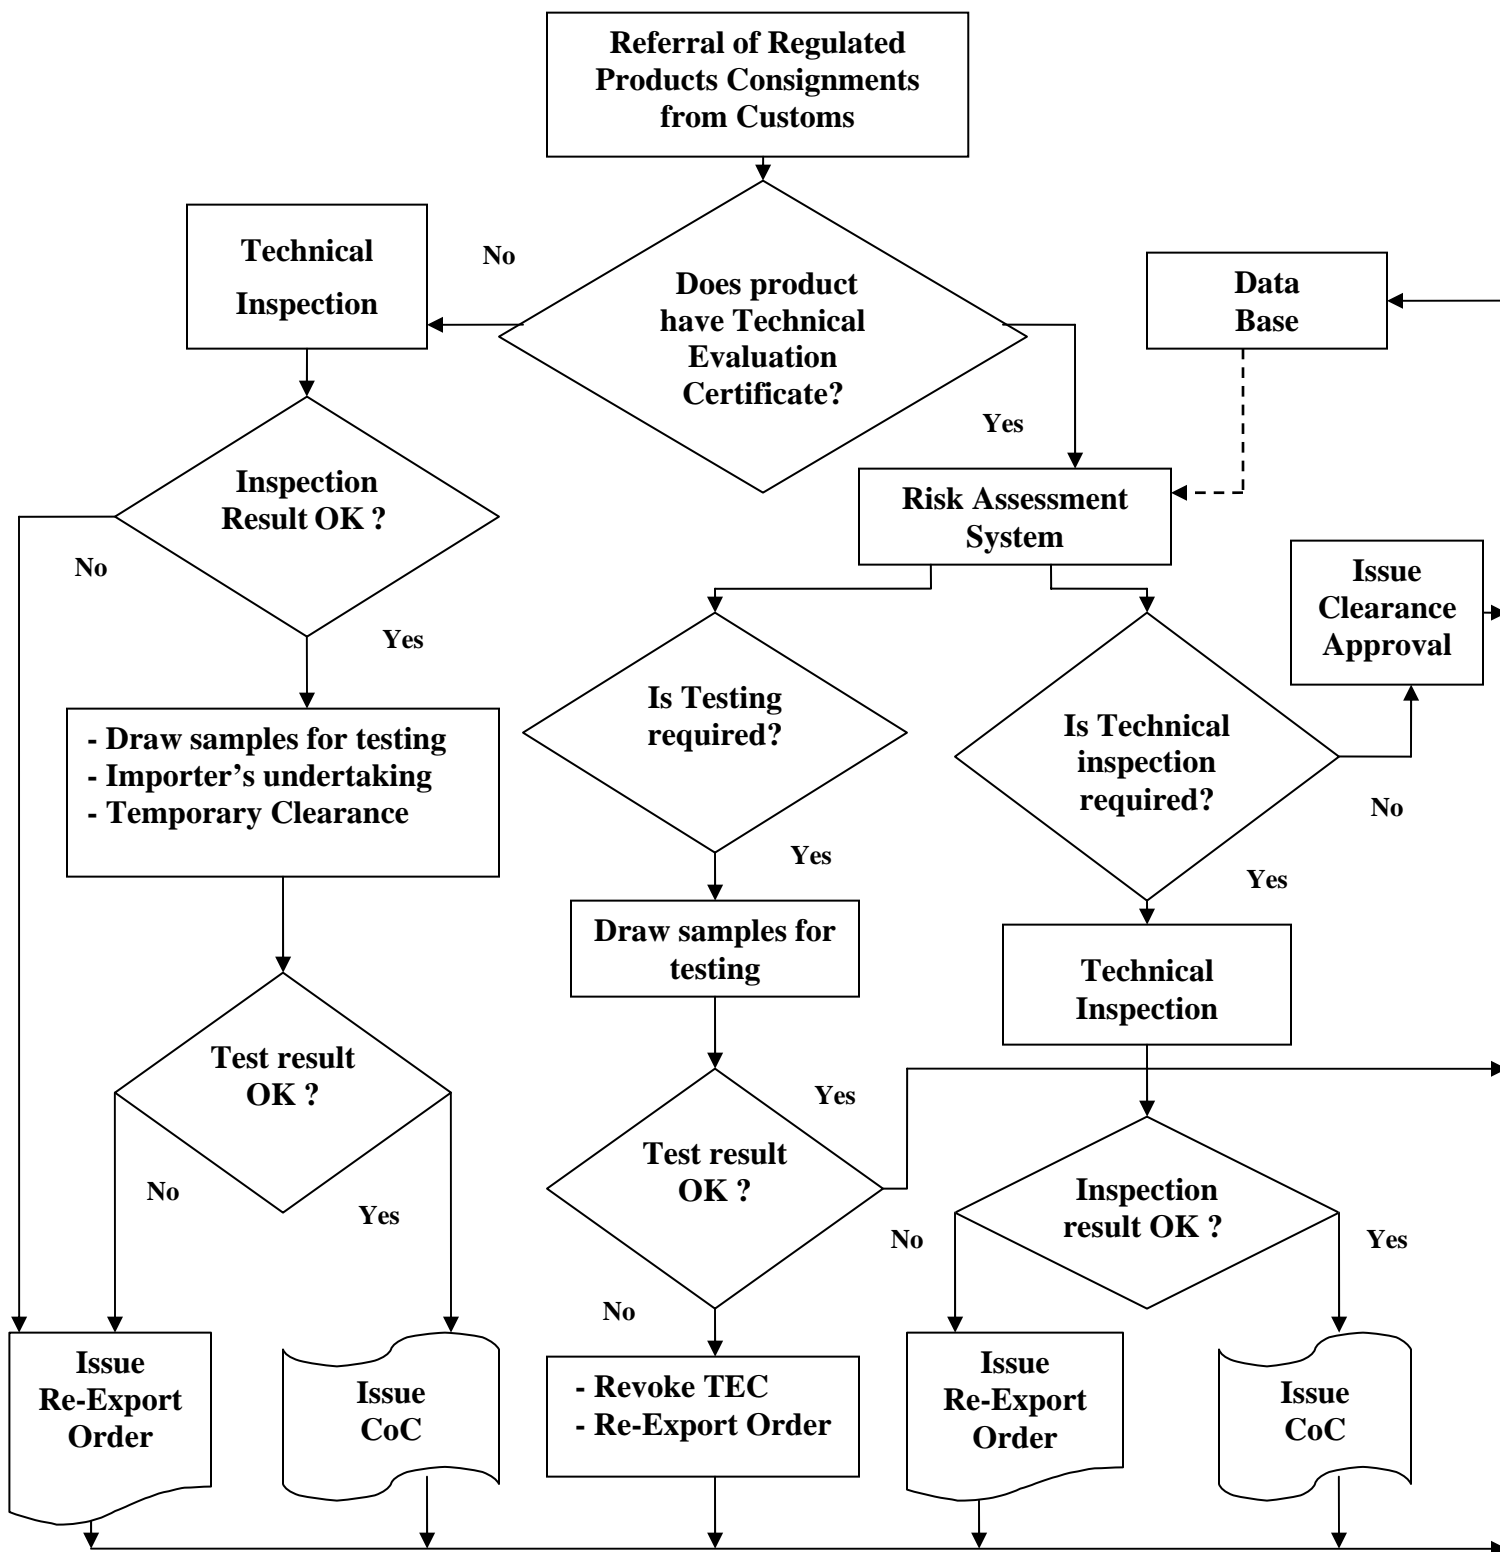 Referral of Regulated
Products Consignments
from Customs
Technical
Inspection
No
Does product
have Technical
Evaluation
Certificate?
Yes
Data
Base
Inspection
Result OK ?
No
Yes
Risk Assessment
System
Issue
Clearance
Approval
- Draw samples for testing
- Importer’s undertaking
- Temporary Clearance
Is Testing
required?
Yes
Is Technical
inspection
required?
No
Yes
Draw samples for
testing
Technical
Inspection
Test result
OK ?
No
Yes
Test result
OK ?
Yes
No
Inspection
result OK ?
No
Yes
Issue
Re-Export
Order
Issue
CoC
- Revoke TEC
- Re-Export Order
Issue
Re-Export
Order
Issue
CoC